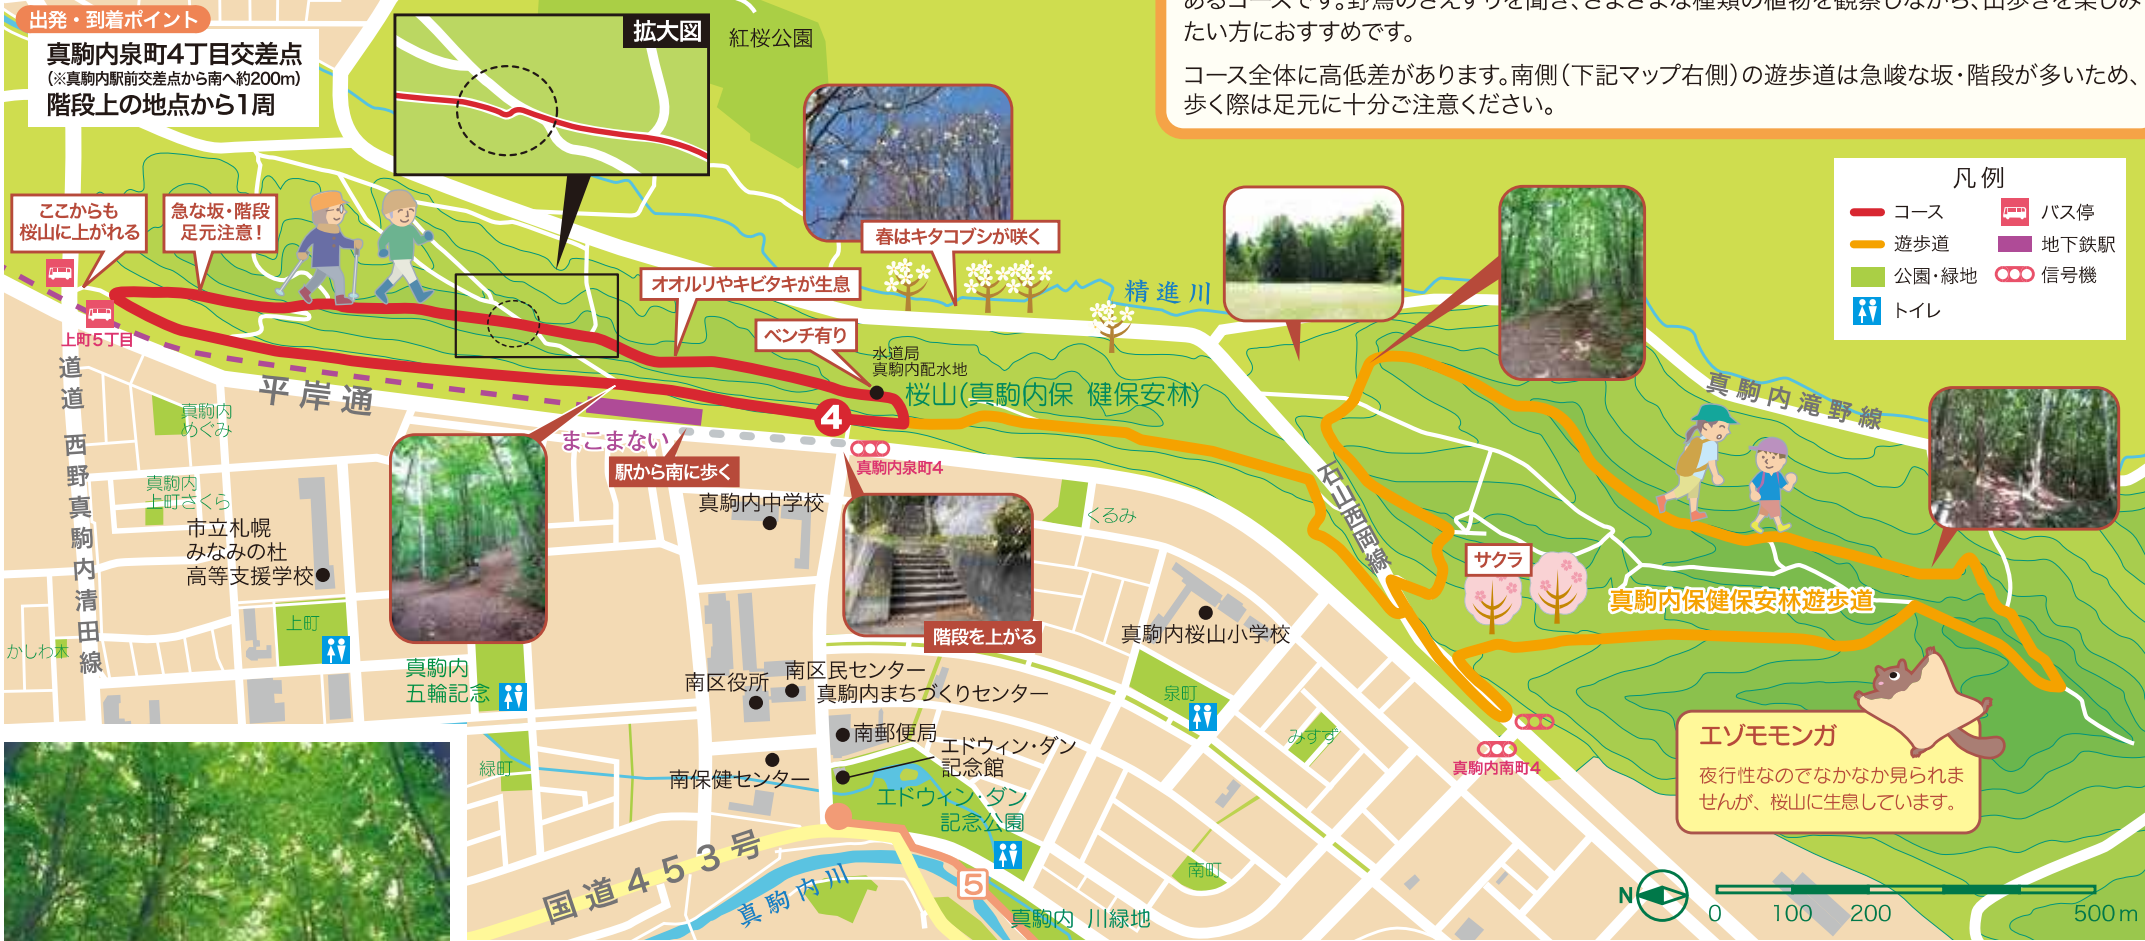 出発・到着ポイント
真駒内泉町4丁目交差点
(※真駒内駅前交差点から南へ約200m)
階段上の地点から1周
拡大図
紅桜公園
たい方におすすめです。
コース全体に高低差があります。南側(下記マップ右側)の遊歩道は急峻な坂・階段が多いため、
歩く際は足元に十分ご注意ください。
凡例
コース
バス停
遊歩道
地下鉄駅
公園・緑地
信号機
トイレ
ここからも
桜山に上がれる
急な坂・階段
足元注意!
春はキタコブシが咲く
オオルリやキビタキが生息
精進川
ベンチ有り
水道局
真駒内配水地
桜山(真駒内保 健保安林)
上町5丁目
道道 西野真駒内清田線
平岸通
真駒内
めぐみ
まこまない
4
駅から南に歩く
真駒内泉町4
真駒内滝野線
石山西岡線
真駒内
上町さくら
市立札幌
みなみの杜
高等支援学校
真駒内中学校
くるみ
サクラ
真駒内保健保安林遊歩道
階段を上がる
真駒内桜山小学校
上町
かしわ木
真駒内
五輪記念
南区役所
南区民センター
真駒内まちづくりセンター
泉町
南郵便局
エドウィン・ダン
記念館
みすず
真駒内南町4
緑町
南保健センター
エドウィン・ダン
記念公園
エゾモモンガ
夜行性なのでなかなか見られま
せんが、桜山に生息しています。
国道453号
真駒内川
5
南町
真駒内 川緑地
N
0 100 200 500m